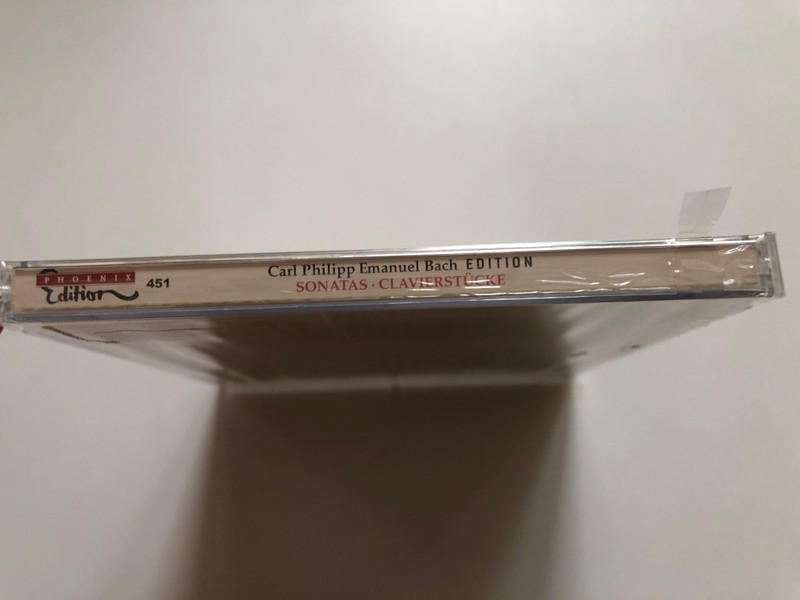 PHOENIX
Edition
451
Carl Philipp Emanuel Bach EDITION
SONATAS · CLAVIERSTÜCKE